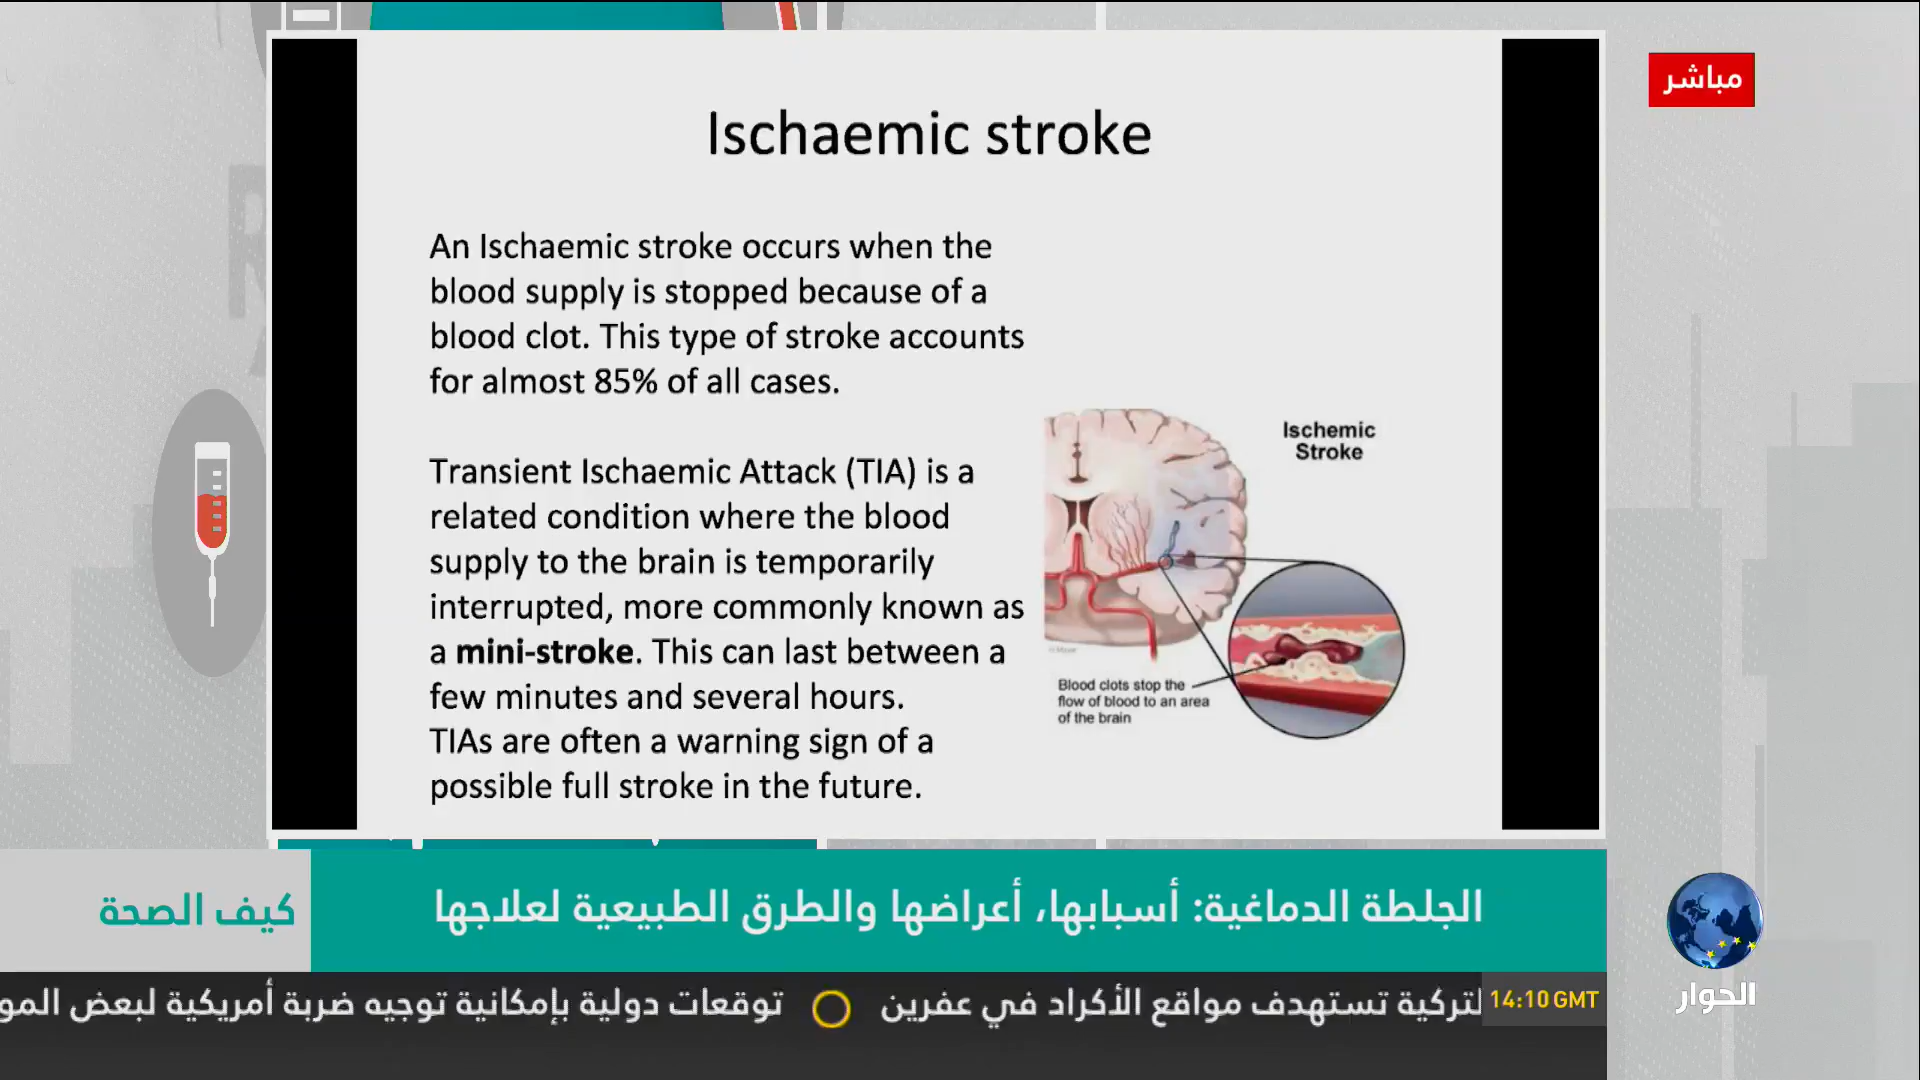 مباشر
Ischaemic stroke
An Ischaemic stroke occurs when the
blood supply is stopped because of a
blood clot. This type of stroke accounts
for almost 85% of all cases.
Transient Ischaemic Attack (TIA) is a
related condition where the blood
supply to the brain is temporarily
interrupted, more commonly known as
a mini-stroke. This can last between a
few minutes and several hours.
TIAs are often a warning sign of a
possible full stroke in the future.
Ischemic
Stroke
Blood clots stop the
flow of blood to an area
of the brain
الجلطة الدماغية: أسبابها، أعراضها والطرق الطبيعية لعلاجها
كيف الصحة
14:10 GMT
لتركية تستهدف مواقع الأكراد في عفرين
توقعات دولية بإمكانية توجيه ضربة أمريكية لبعض
الحوار